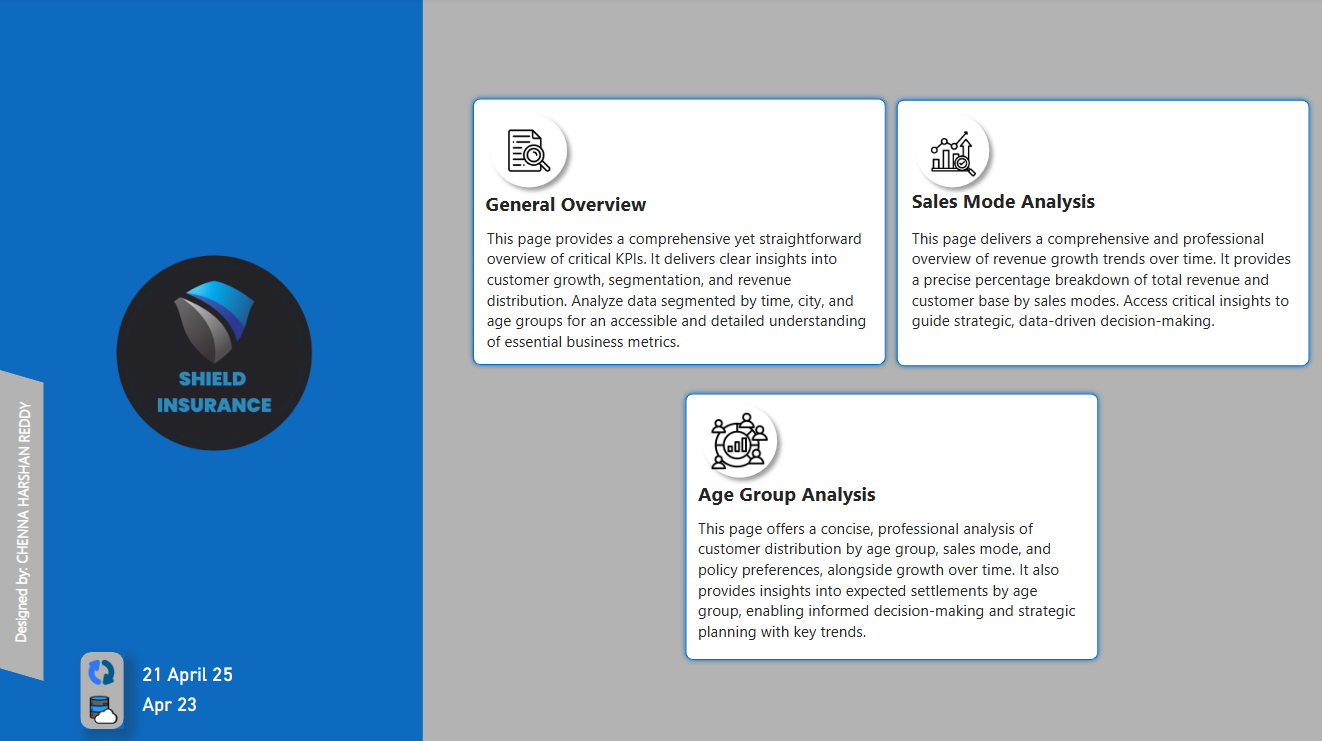 SHIELD
INSURANCE
Designed by: CHENNA HARSHAN REDDY
21 April 25
Apr 23
General Overview
This page provides a comprehensive yet straightforward
overview of critical KPIs. It delivers clear insights into
customer growth, segmentation, and revenue
distribution. Analyze data segmented by time, city, and
age groups for an accessible and detailed understanding
of essential business metrics.
Sales Mode Analysis
This page delivers a comprehensive and professional
overview of revenue growth trends over time. It provides
a precise percentage breakdown of total revenue and
customer base by sales modes. Access critical insights to
guide strategic, data-driven decision-making.
Age Group Analysis
This page offers a concise, professional analysis of
customer distribution by age group, sales mode, and
policy preferences, alongside growth over time. It also
provides insights into expected settlements by age
group, enabling informed decision-making and strategic
planning with key trends.